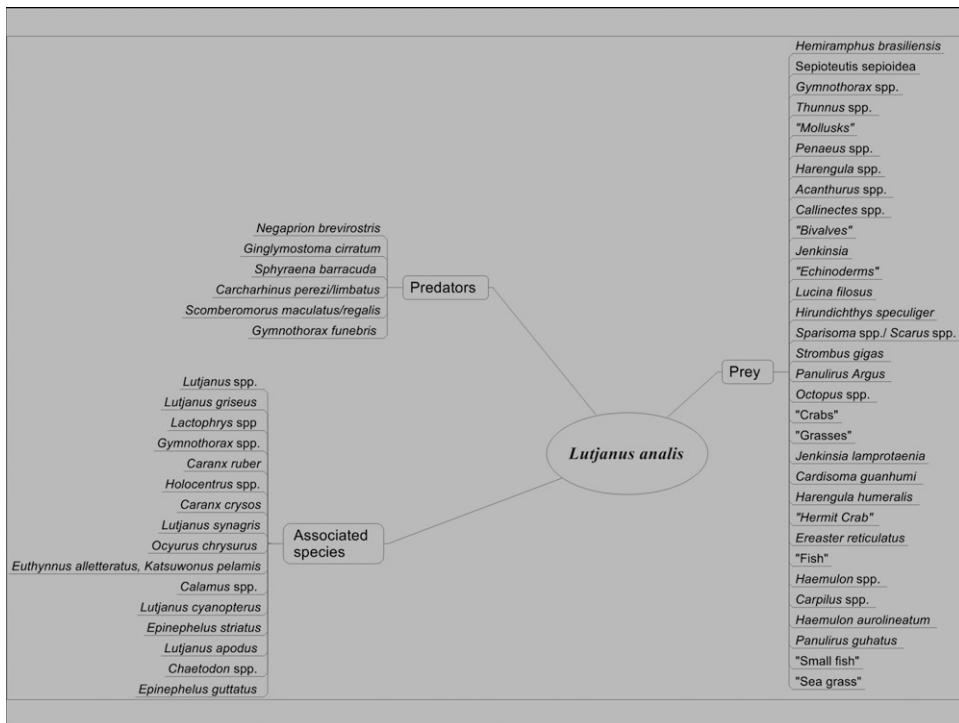 Hemiramphus brasiliensis
Sepioteutis sepioidea
Gymnothorax spp.
Thunnus spp.
"Mollusks"
Penaeus spp.
Harengula spp.
Acanthurus spp.
Callinectes spp.
"Bivalves"
Jenkinsia
"Echinoderms"
Lucina filosus
Hirundichthys speculiger
Sparisoma spp./ Scarus spp.
Strombus gigas
Panulirus Argus
Octopus spp.
"Crabs"
"Grasses"
Jenkinsia lamprotaenia
Cardisoma guanhumi
Harengula humeralis
"Hermit Crab"
Ereaster reticulatus
"Fish"
Haemulon spp.
Carpilus spp.
Haemulon aurolineatum
Panulirus guhatus
"Small fish"
"Sea grass"
Prey
Negaprion brevirostris
Ginglymostoma cirratum
Sphyraena barracuda
Carcharhinus perezi/limbatus
Scomberomorus maculatus/regalis
Gymnothorax funebris
Predators
Lutjanus analis
Lutjanus spp.
Lutjanus griseus
Lactophrys spp
Gymnothorax spp.
Caranx ruber
Holocentrus spp.
Caranx crysos
Lutjanus synagris
Ocyurus chrysurus
Euthynnus alletteratus, Katsuwonus pelamis
Calamus spp.
Lutjanus cyanopterus
Epinephelus striatus
Lutjanus apodus
Chaetodon spp.
Epinephelus guttatus
Associated
species